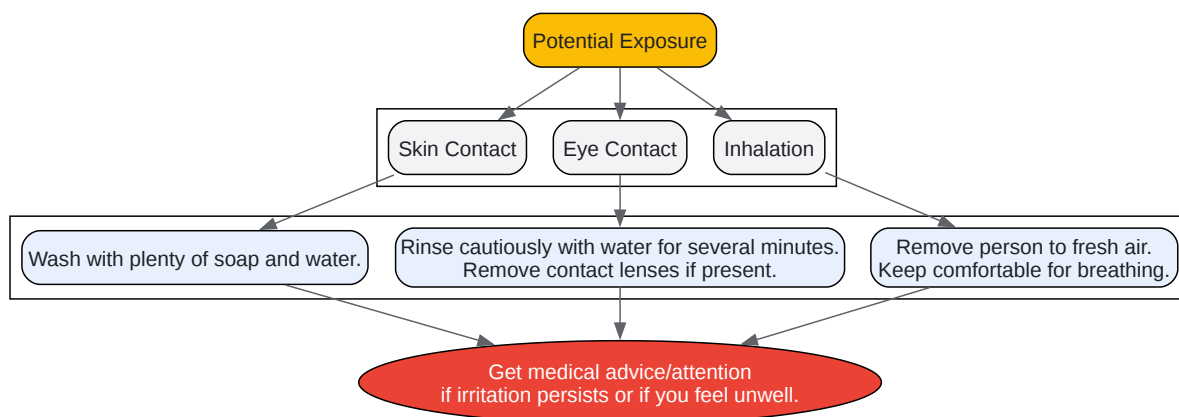 Potential Exposure
Skin Contact
Eye Contact
Inhalation
Wash with plenty of soap and water.
Rinse cautiously with water for several minutes.
Remove contact lenses if present.
Remove person to fresh air.
Keep comfortable for breathing.
Get medical advice/attention
if irritation persists or if you feel unwell.